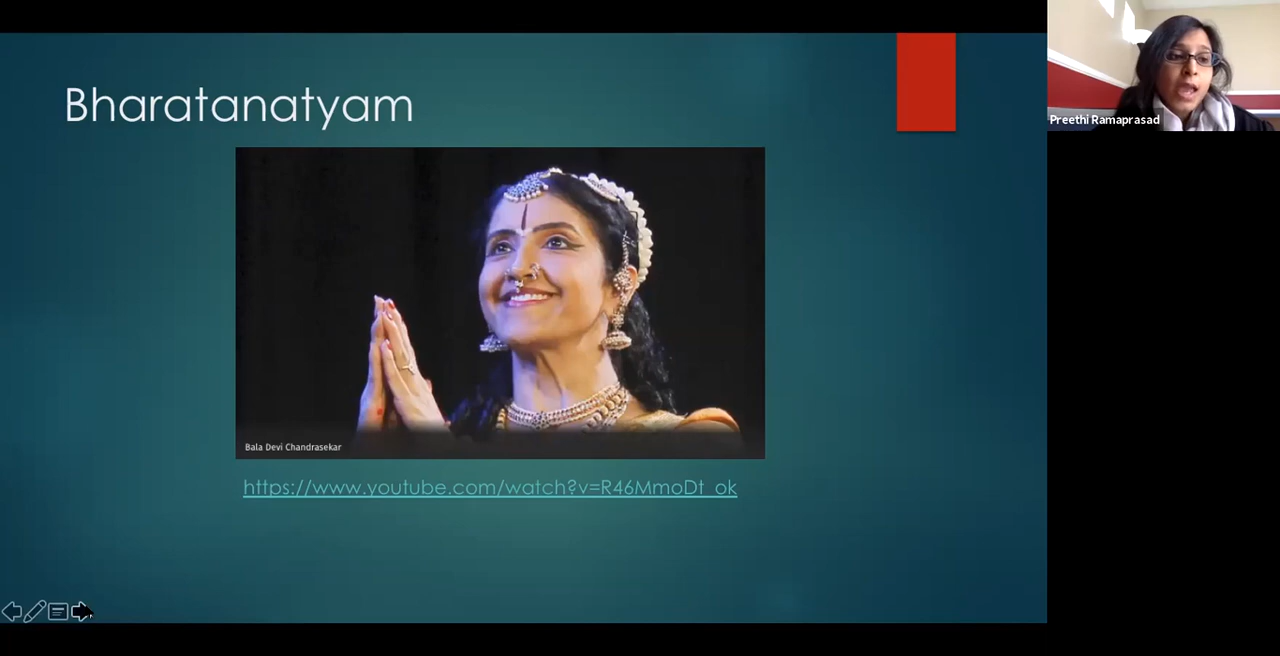 Bharatanatyam
Preethi Ramaprasad
Bala Devi Chandrasekar
https://www.youtube.com/watch?v=R46MmoDt_ok